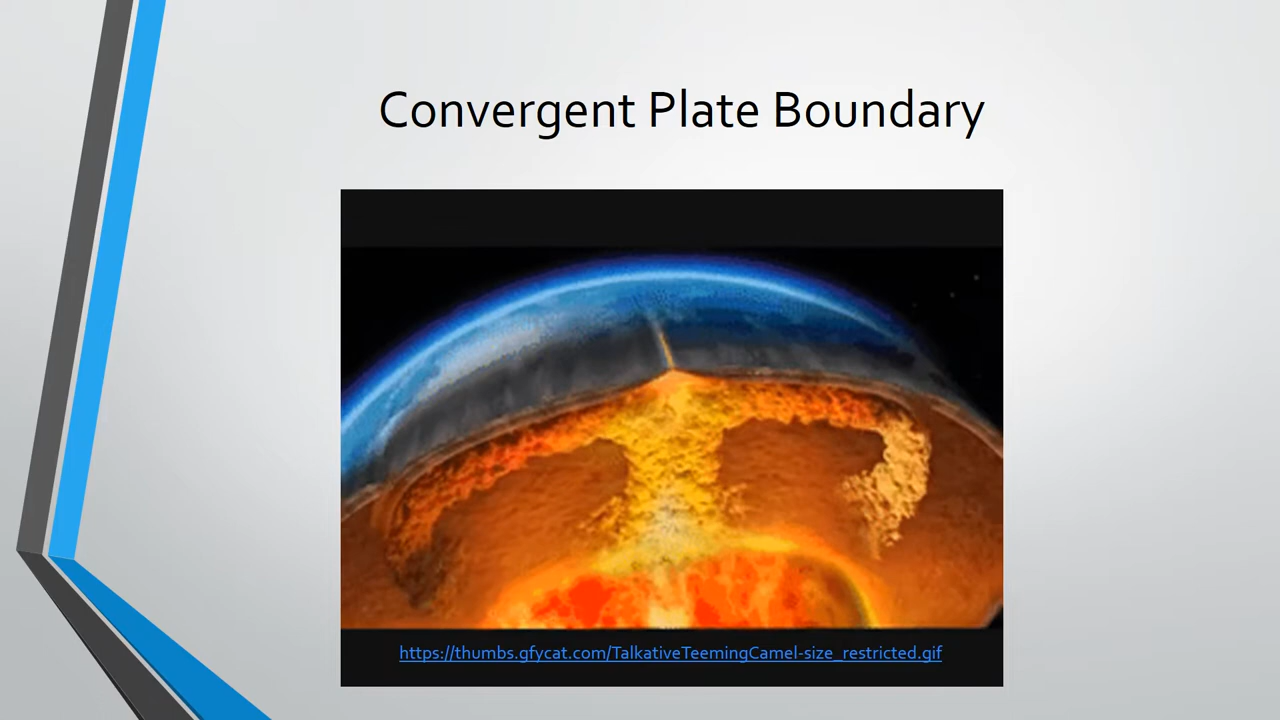 Convergent Plate Boundary
https://thumbs.gfycat.com/TalkativeTeemingCamel-size_restricted.gif